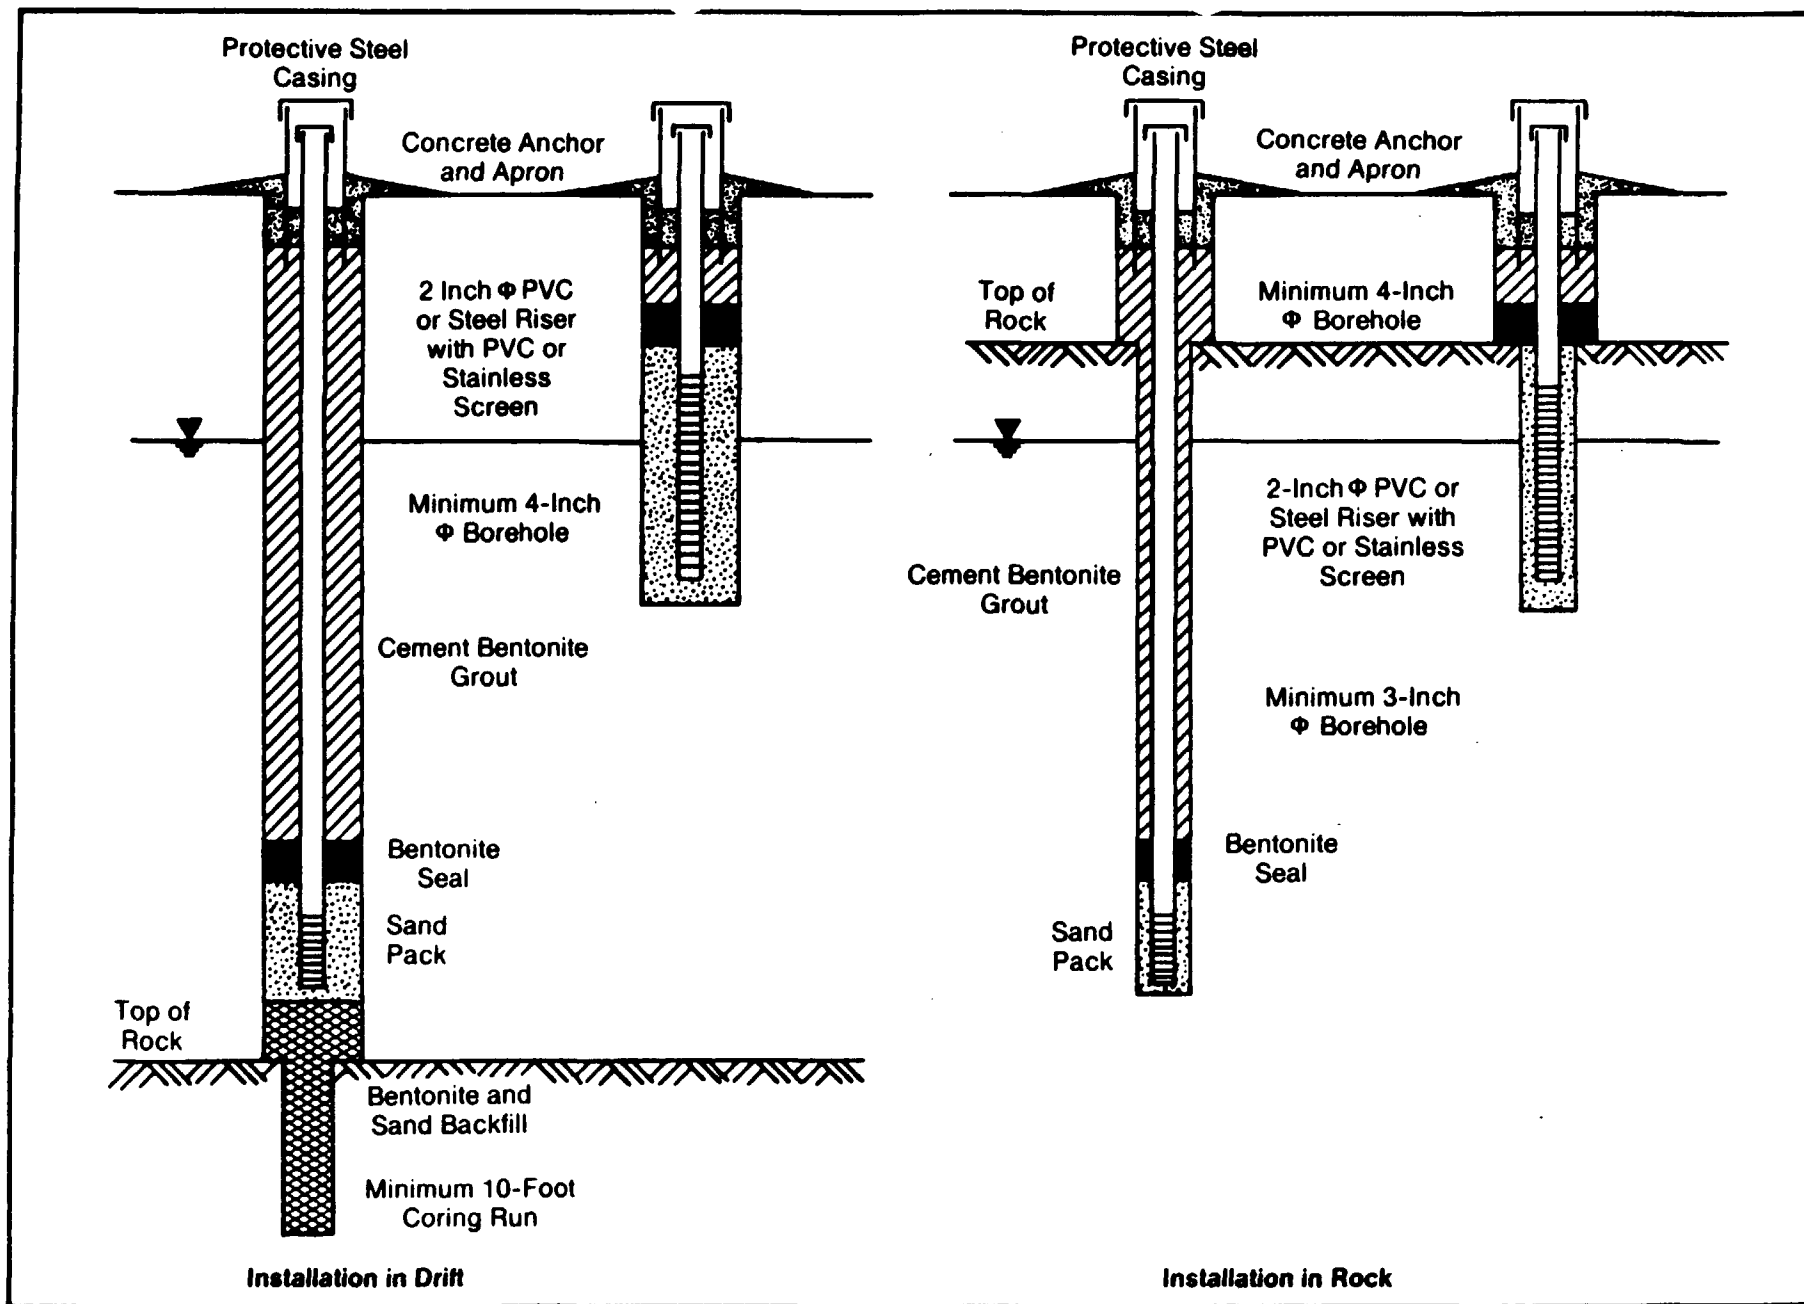 Protective Steel
Casing
Concrete Anchor
and Apron
2 Inch Φ PVC
or Steel Riser
with PVC or
Stainless
Screen
Minimum 4-Inch
Φ Borehole
Cement Bentonite
Grout
Bentonite
Seal
Sand
Pack
Top of
Rock
Bentonite and
Sand Backfill
Minimum 10-Foot
Coring Run
Installation in Drift
Protective Steel
Casing
Concrete Anchor
and Apron
Top of
Rock
Minimum 4-Inch
Φ Borehole
2-Inch Φ PVC or
Steel Riser with
PVC or Stainless
Screen
Cement Bentonite
Grout
Minimum 3-Inch
Φ Borehole
Bentonite
Seal
Sand
Pack
Installation in Rock